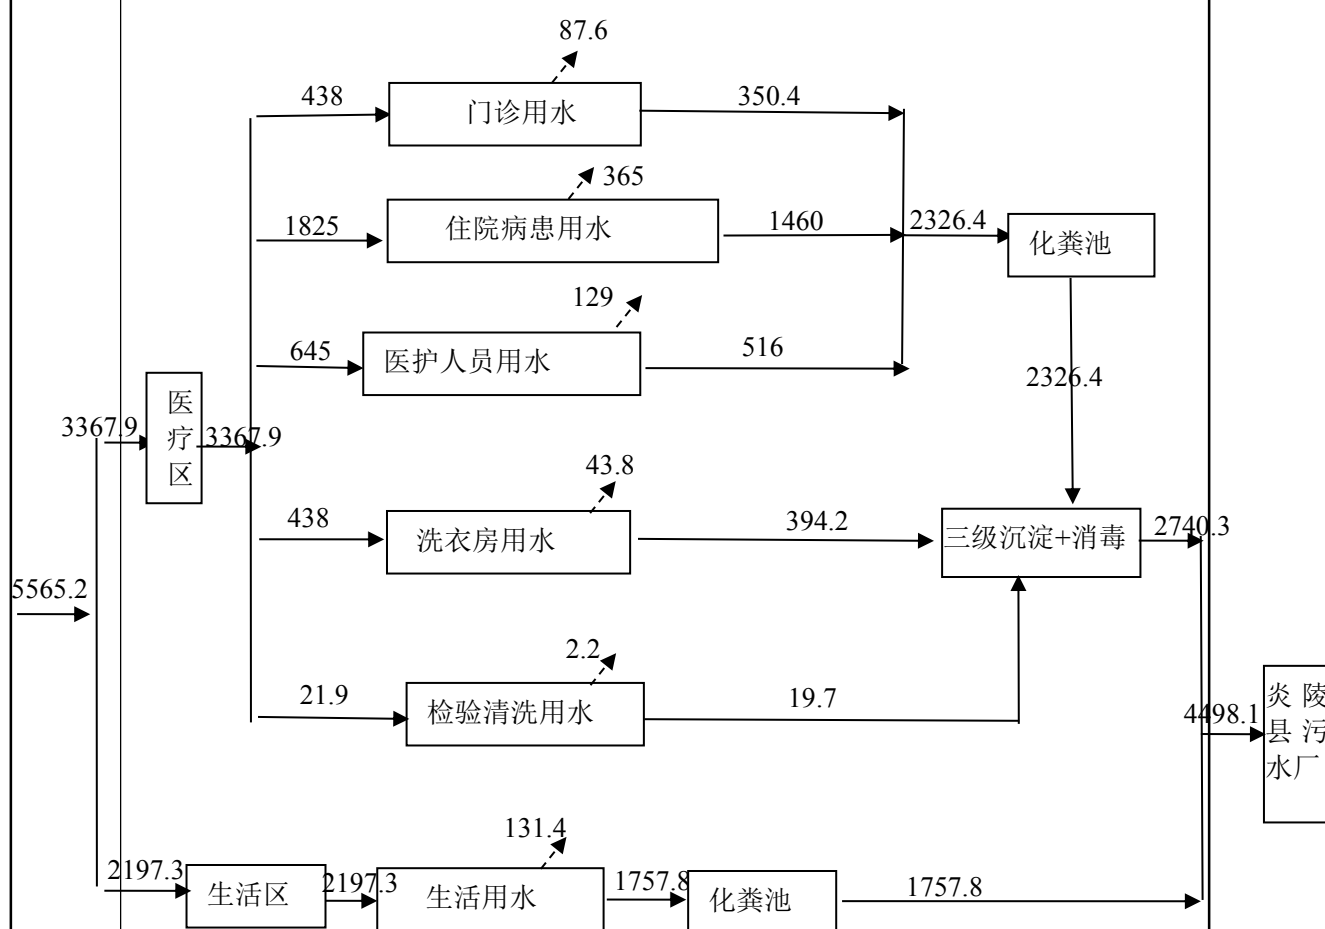 87.6
438
门诊用水
350.4
365
1825
住院病患用水
1460
2326.4
化粪池
129
645
医护人员用水
516
2326.4
3367.9
医
疗
区
3367.9
43.8
438
洗衣房用水
394.2
三级沉淀+消毒
2740.3
5565.2
2.2
21.9
检验清洗用水
19.7
4498.1
炎 陵
县 污
水厂
131.4
2197.3
生活区
2197.3
生活用水
1757.8
化粪池
1757.8